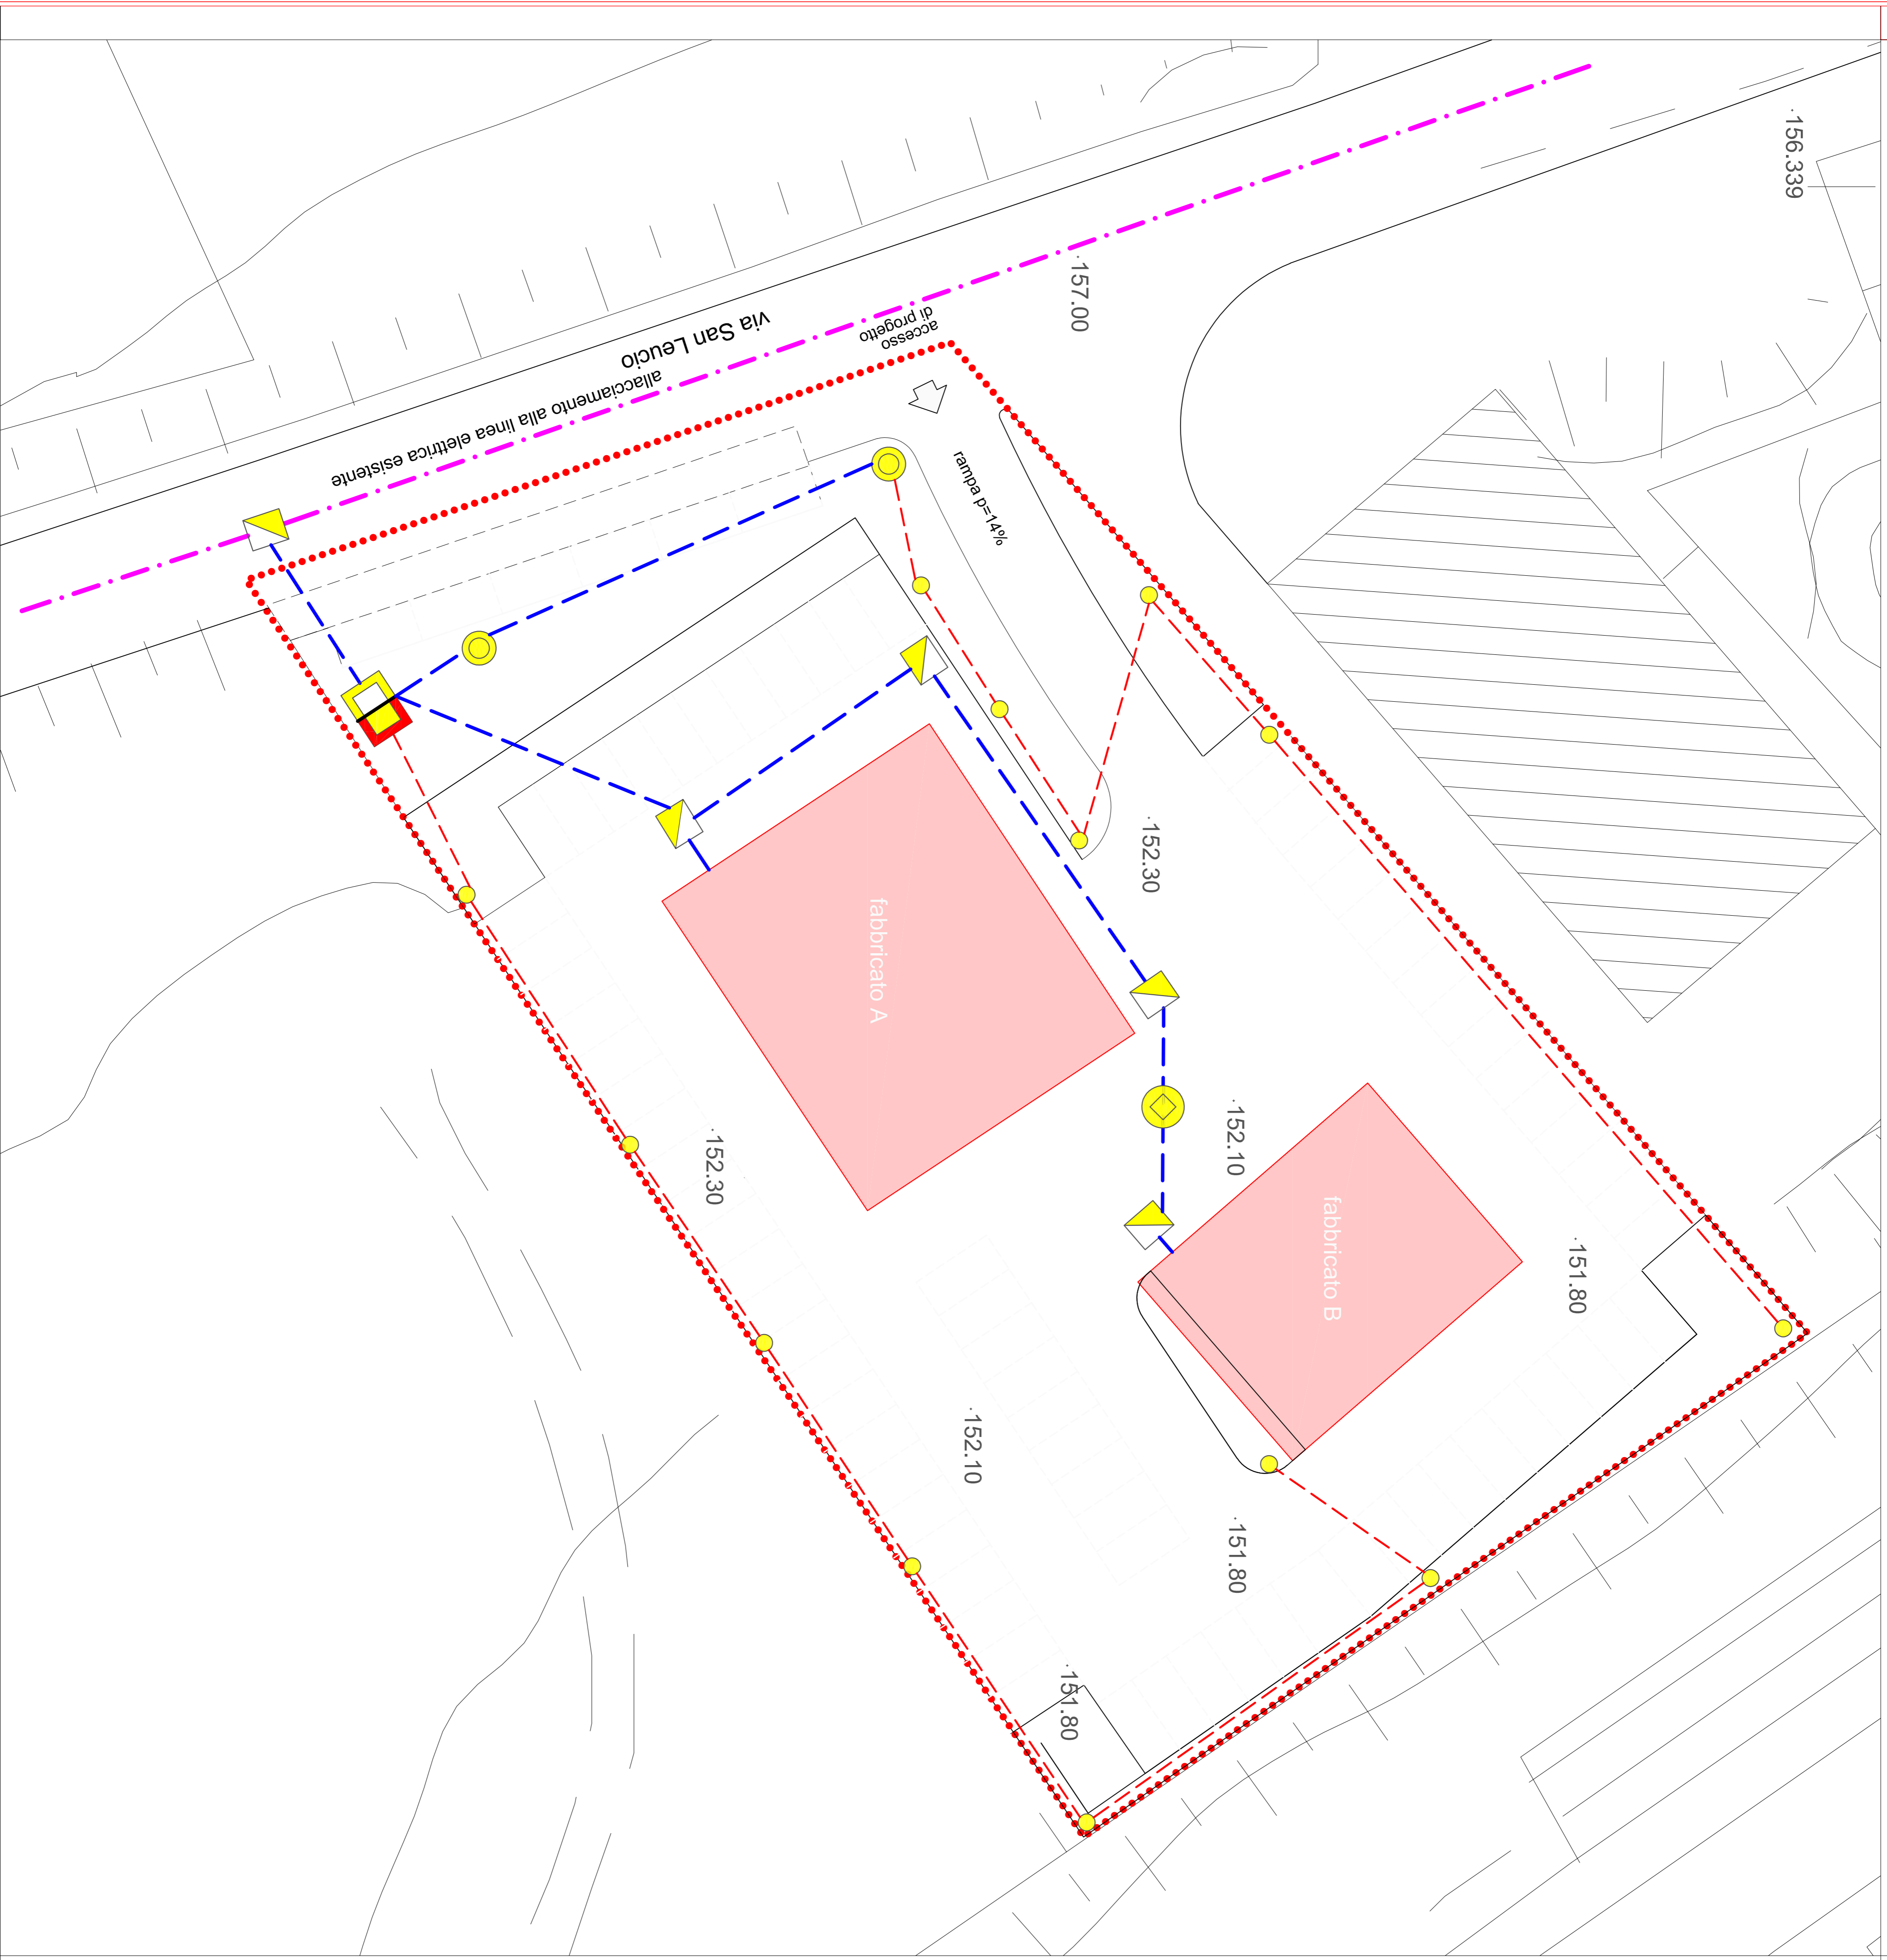 .156.339
.157.00
accesso
di progetto
via San Leucio
allacciamento alla linea elettrica esistente
rampa p=14%
.152.30
fabbricato A
.152.10
.152.30
fabbricato B
.151.80
.152.10
.151.80
.151.80